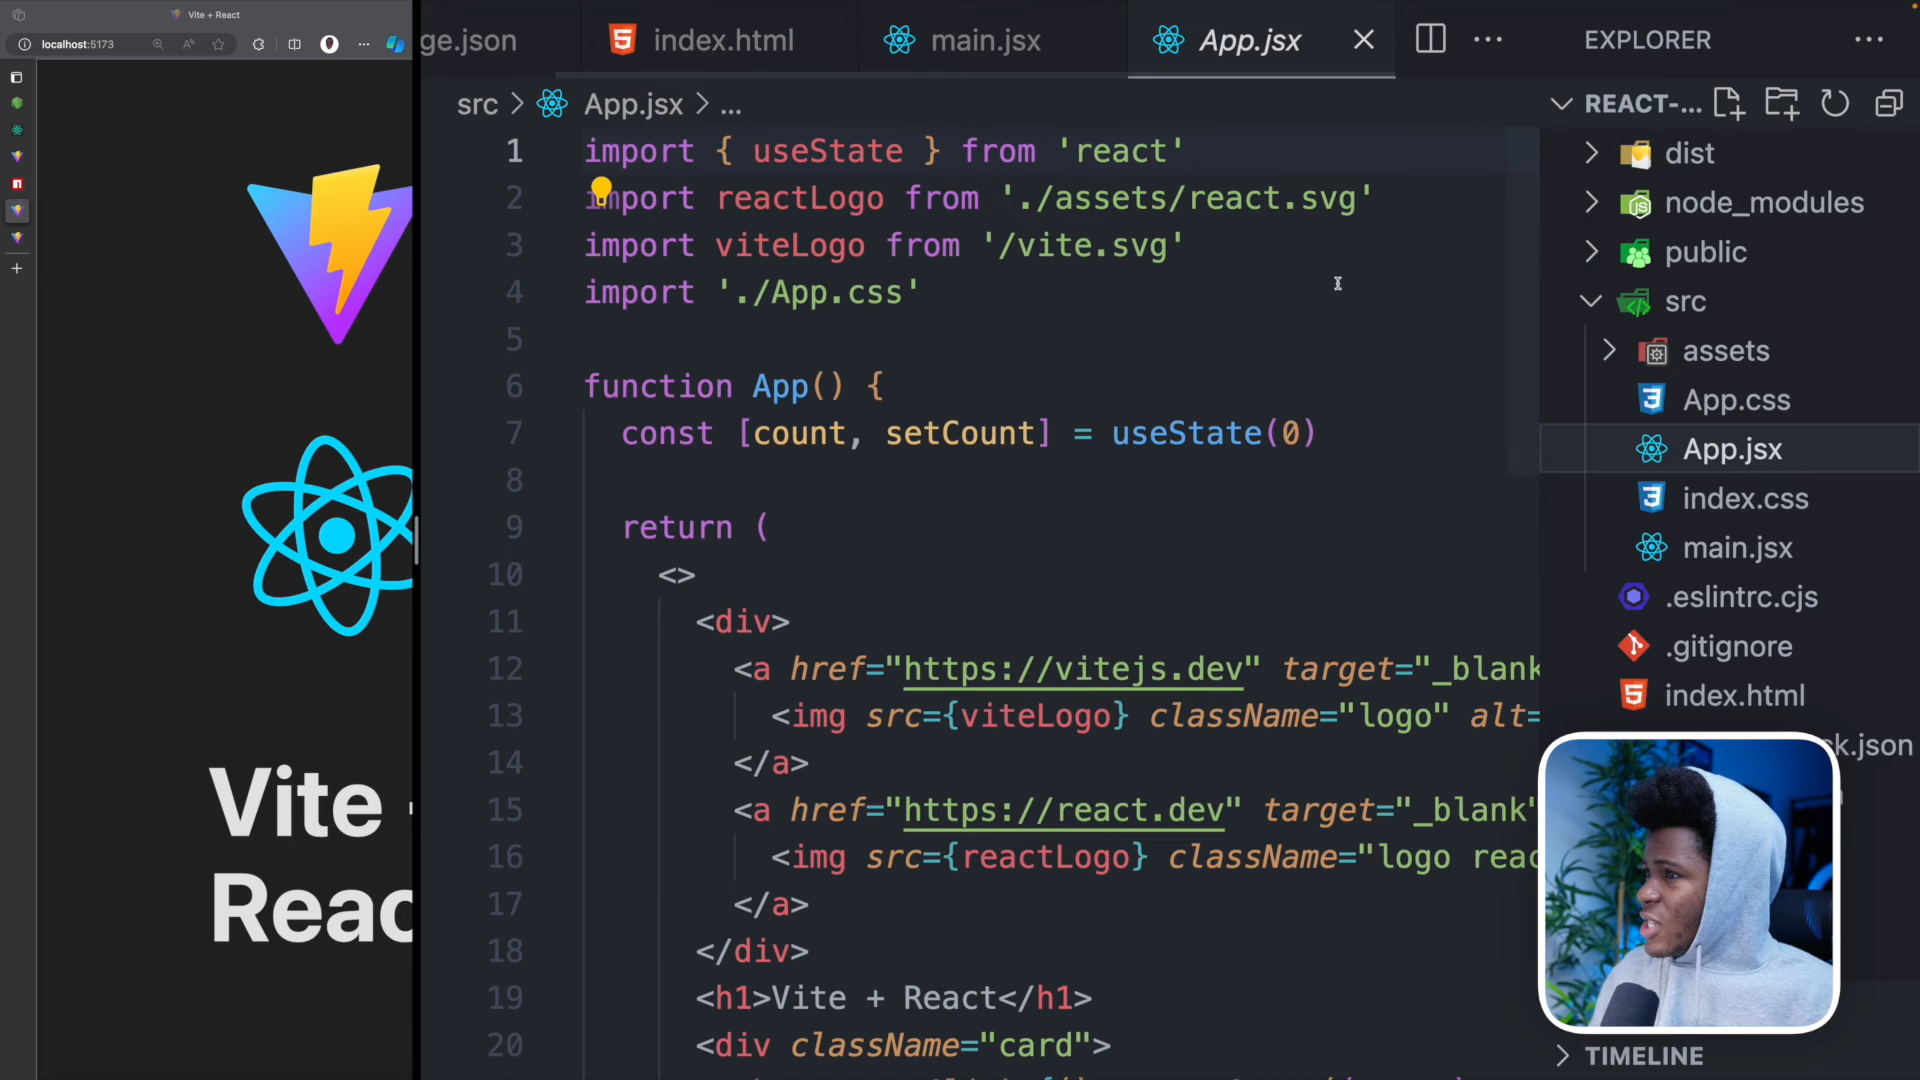 Vite + React
localhost:5173
Vite
Reac
ge.json
index.html
main.jsx
App.jsx
src > App.jsx > ...
1 import { useState } from 'react'
2 import reactLogo from './assets/react.svg'
3 import viteLogo from '/vite.svg'
4 import './App.css'
5
6 function App() {
7 const [count, setCount] = useState(0)
8
9 return (
10 <>
11 <div>
12 <a href="https://vitejs.dev" target="_blank
13 <img src={viteLogo} className="logo" alt=
14 </a>
15 <a href="https://react.dev" target="_blank"
16 <img src={reactLogo} className="logo reac
17 </a>
18 </div>
19 <h1>Vite + React</h1>
20 <div className="card">
EXPLORER
REACT-...
dist
node_modules
public
src
assets
App.css
App.jsx
index.css
main.jsx
.eslintrc.cjs
.gitignore
index.html
ck.json
TIMELINE